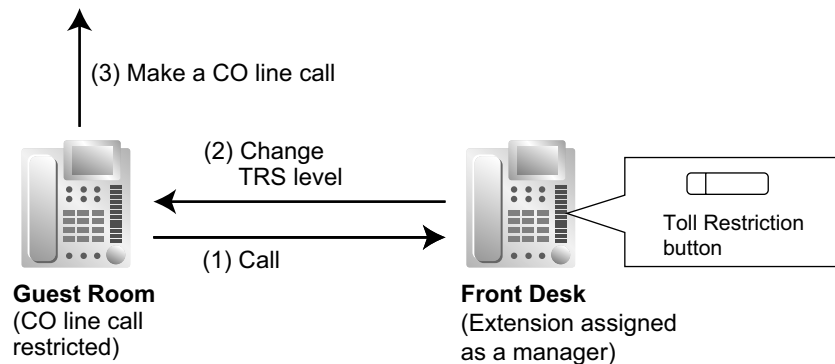 (3) Make a CO line call
(2) Change
TRS level
(1) Call
Toll Restriction
button
Guest Room
(CO line call
restricted)
Front Desk
(Extension assigned
as a manager)